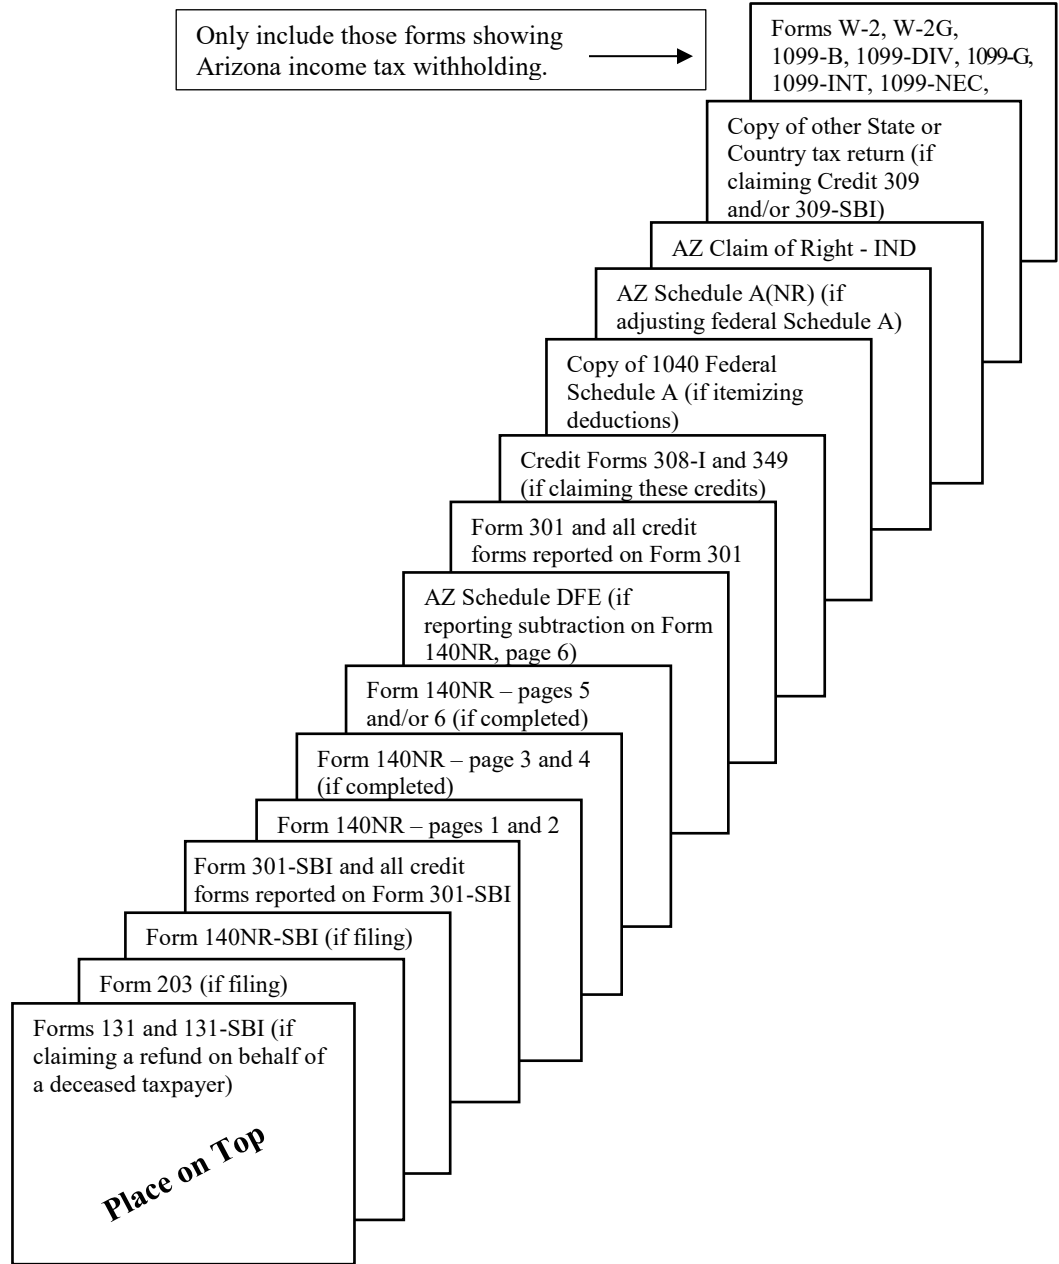 Only include those forms showing
Arizona income tax withholding.
Forms W-2, W-2G,
1099-B, 1099-DIV, 1099-G,
1099-INT, 1099-NEC,
Copy of other State or
Country tax return (if
claiming Credit 309
and/or 309-SBI)
AZ Claim of Right - IND
AZ Schedule A(NR) (if
adjusting federal Schedule A)
Copy of 1040 Federal
Schedule A (if itemizing
deductions)
Credit Forms 308-I and 349
(if claiming these credits)
Form 301 and all credit
forms reported on Form 301
AZ Schedule DFE (if
reporting subtraction on Form
140NR, page 6)
Form 140NR – pages 5
and/or 6 (if completed)
Form 140NR – page 3 and 4
(if completed)
Form 140NR – pages 1 and 2
Form 301-SBI and all credit
forms reported on Form 301-SBI
Form 140NR-SBI (if filing)
Form 203 (if filing)
Forms 131 and 131-SBI (if
claiming a refund on behalf of
a deceased taxpayer)
Place on Top